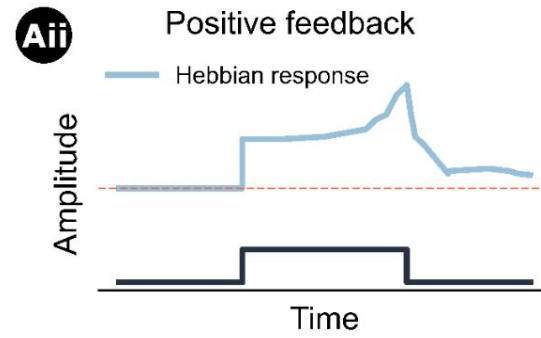 Aii
Positive feedback
Hebbian response
Amplitude
Time